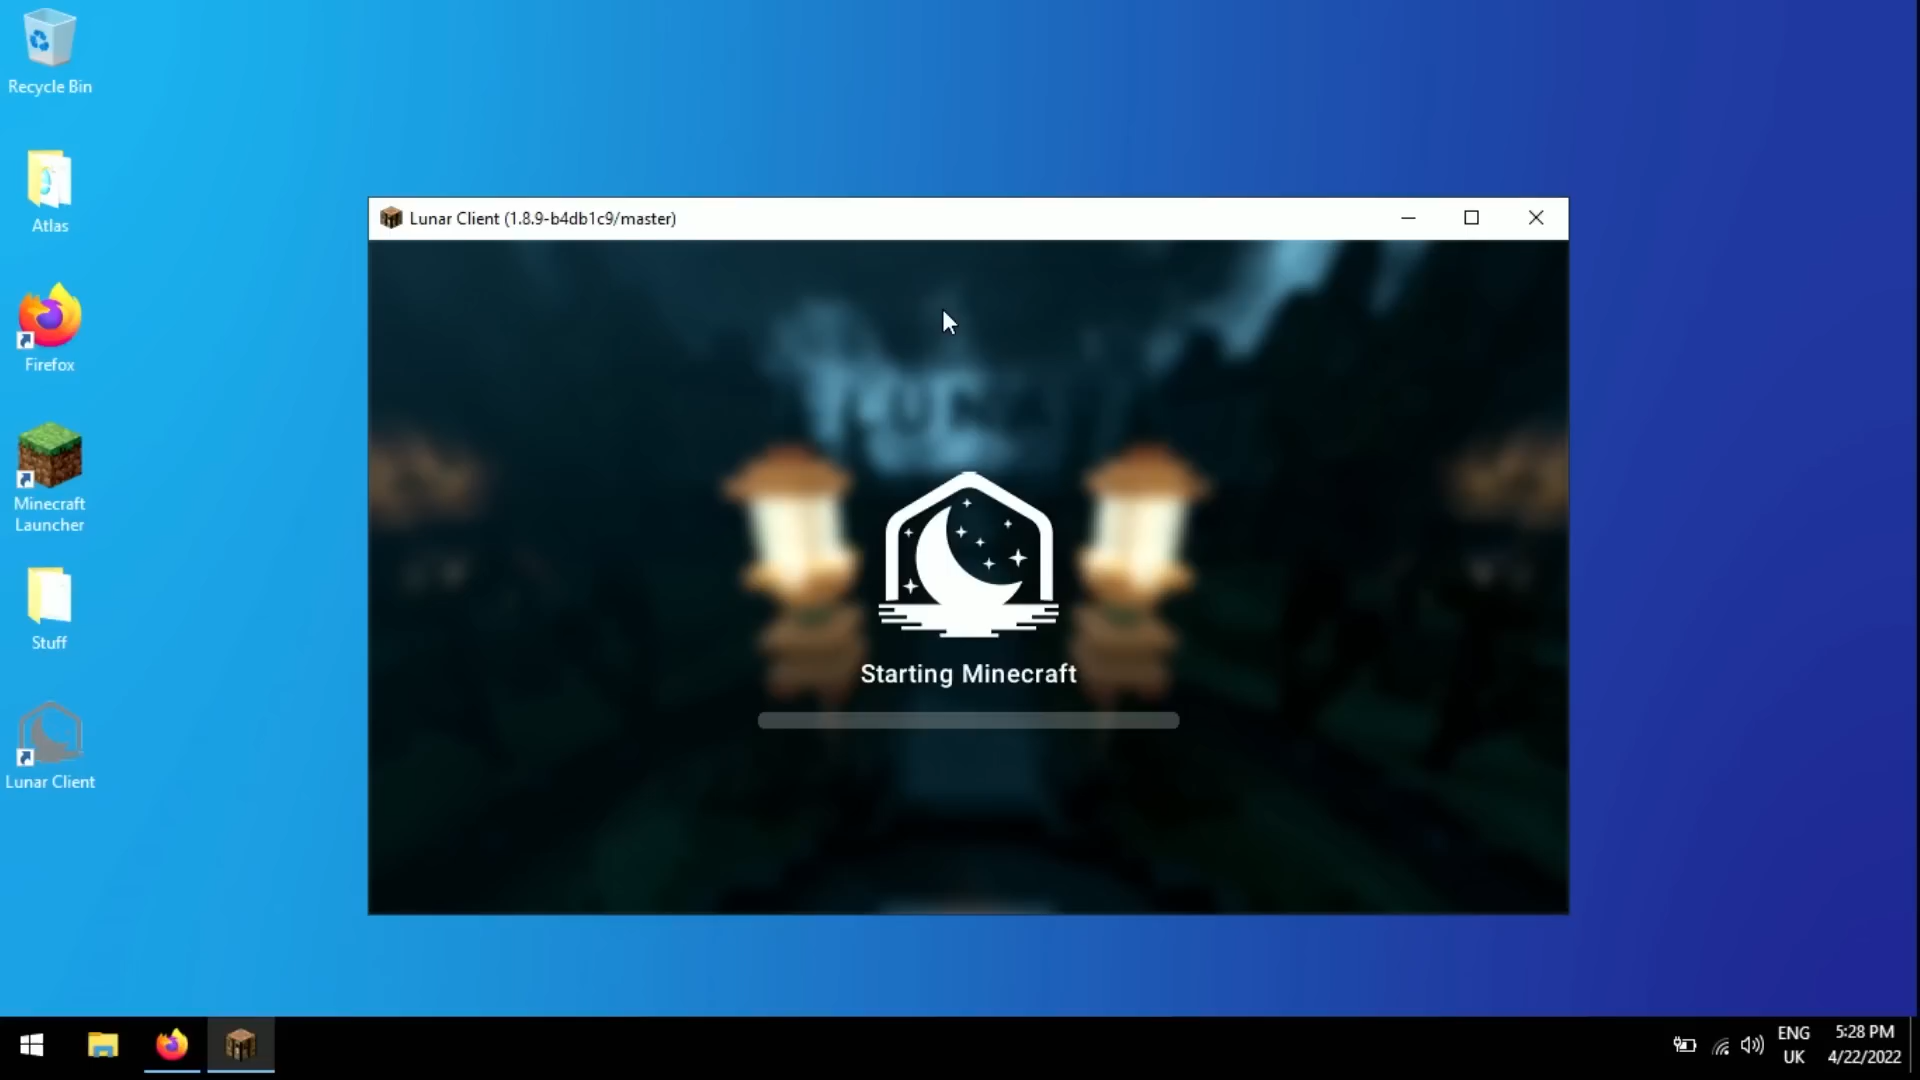 Recycle Bin
Atlas
Firefox
Minecraft
Launcher
Stuff
Lunar Client
Lunar Client (1.8.9-b4db1c9/master)
Starting Minecraft
ENG
UK
5:28 PM
4/22/2022